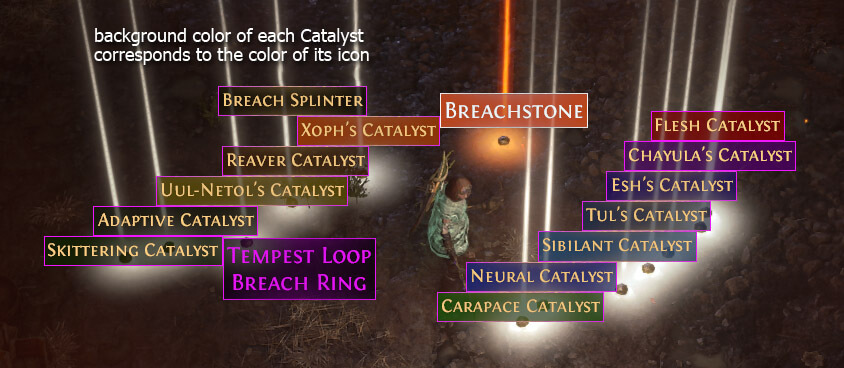 background color of each Catalyst
corresponds to the color of its icon
Breach Splinter
Xoph's Catalyst
Breachstone
Flesh Catalyst
Reaver Catalyst
Chayula's Catalyst
Uul-Netol's Catalyst
Esh's Catalyst
Adaptive Catalyst
Tul's Catalyst
Skittering Catalyst
Tempest Loop
Breach Ring
Sibilant Catalyst
Neural Catalyst
Carapace Catalyst